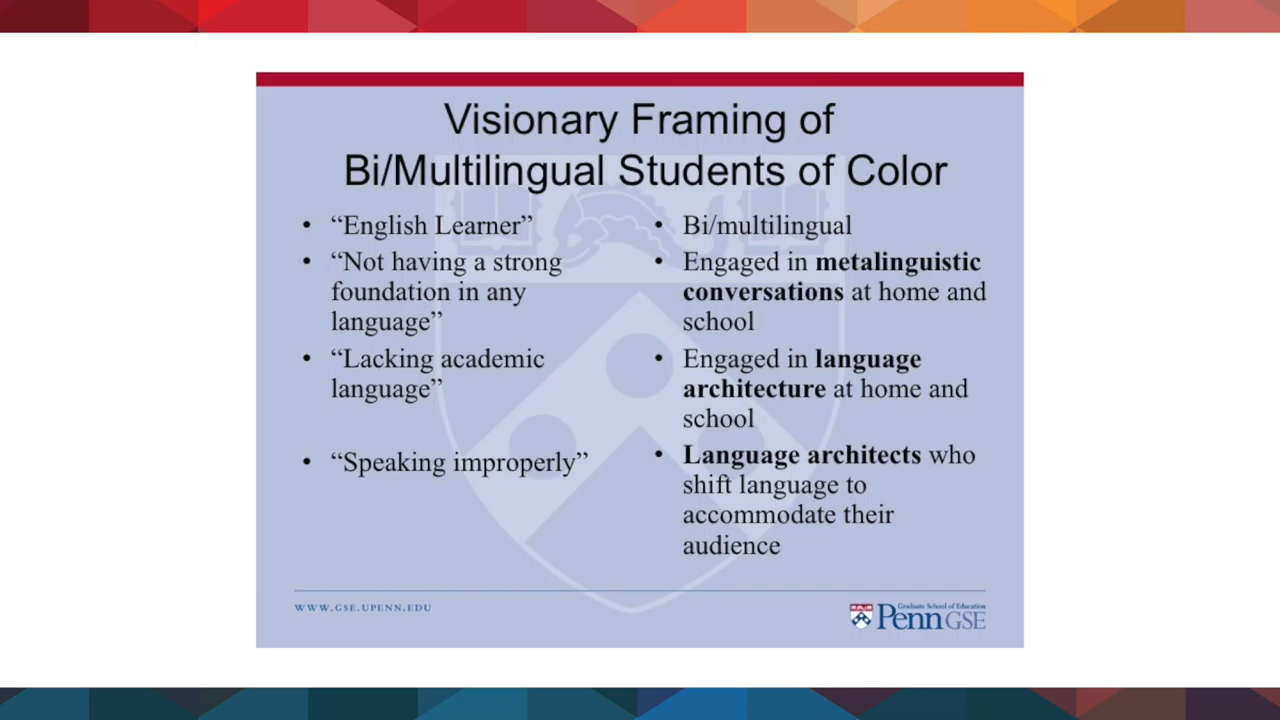 Visionary Framing of
Bi/Multilingual Students of Color
• “English Learner”
• “Not having a strong
foundation in any
language”
• “Lacking academic
language”
• “Speaking improperly”
• Bi/multilingual
• Engaged in metalinguistic
conversations at home and
school
• Engaged in language
architecture at home and
school
• Language architects who
shift language to
accommodate their
audience
WWW.GSE.UPENN.EDU
Graduate School of Education
Penn GSE